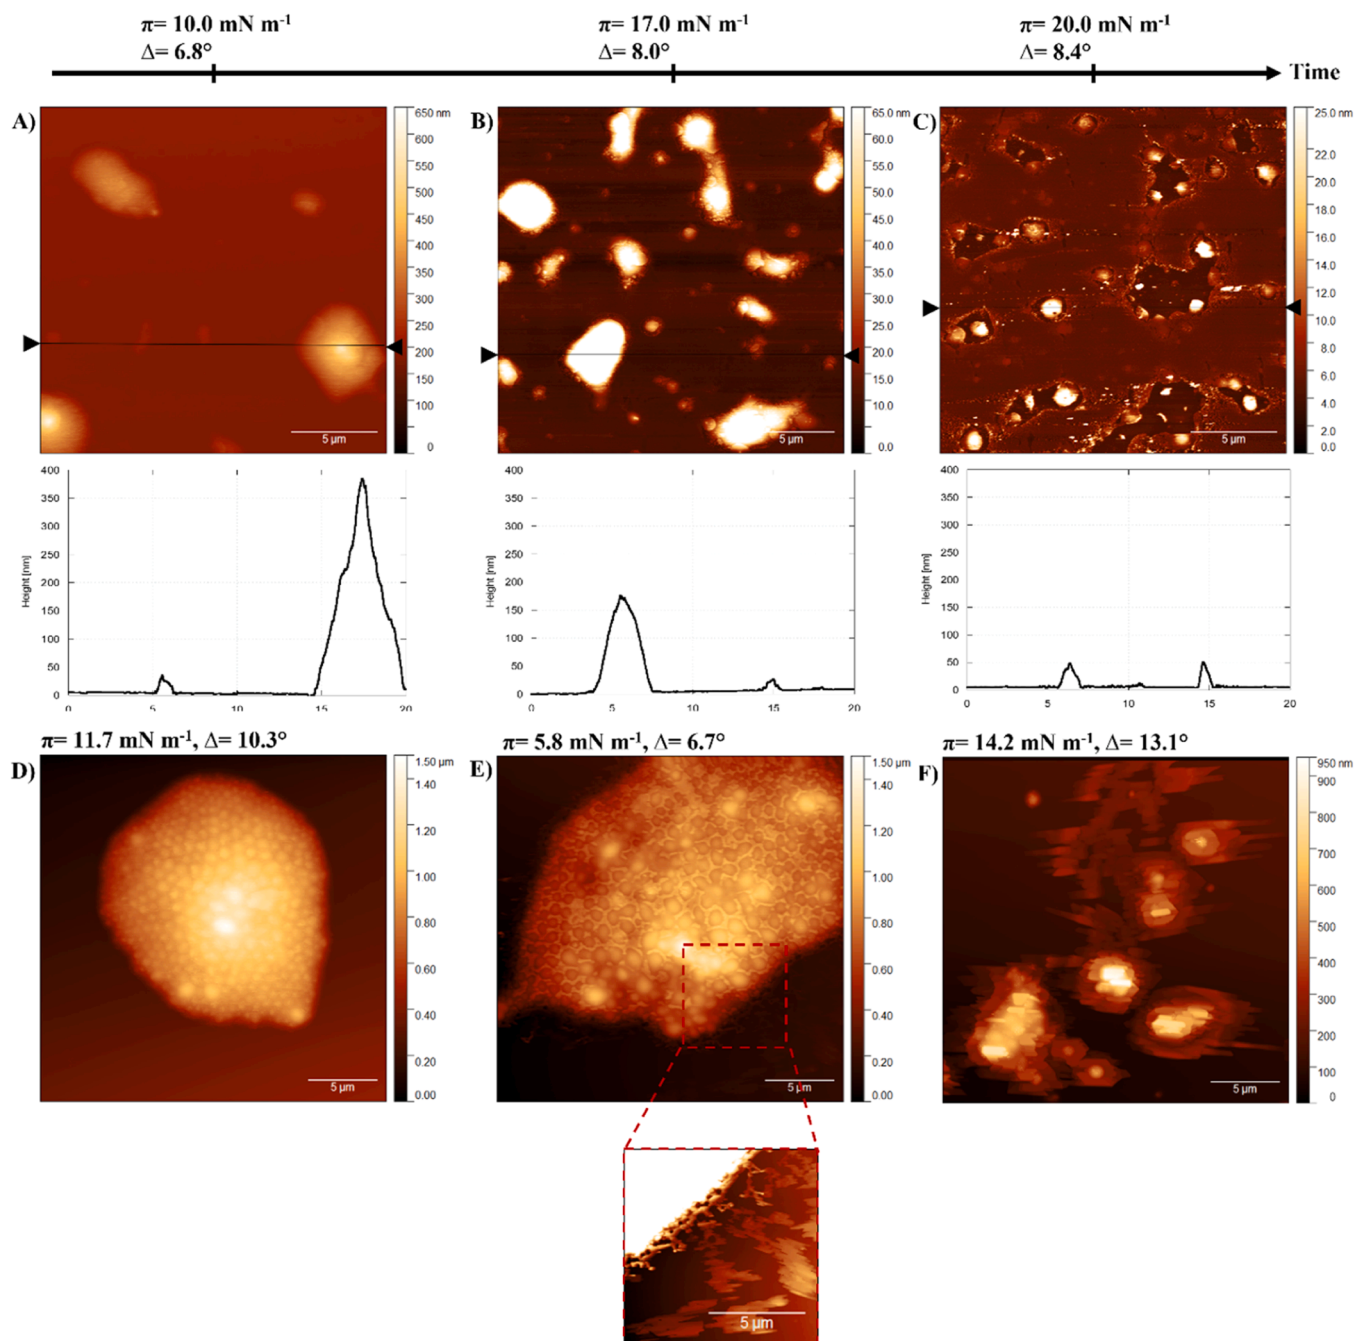 π= 10.0 mN m⁻¹
Δ= 6.8°
π= 17.0 mN m⁻¹
Δ= 8.0°
π= 20.0 mN m⁻¹
Δ= 8.4°
Time
A)
650 nm
600
550
500
450
400
350
300
250
200
150
100
0
5 µm
B)
65.0 nm
60.0
55.0
50.0
45.0
40.0
35.0
30.0
25.0
20.0
15.0
10.0
0.0
5 µm
C)
25.0 nm
22.0
20.0
18.0
16.0
14.0
12.0
10.0
8.0
6.0
4.0
2.0
0.0
5 µm
Height [nm]
400
350
300
250
200
150
100
50
0
0 5 10 15 20
Height [nm]
400
350
300
250
200
150
100
50
0
0 5 10 15 20
Height [nm]
400
350
300
250
200
150
100
50
0
0 5 10 15 20
π= 11.7 mN m⁻¹, Δ= 10.3°
D)
1.50 µm
1.20
1.00
0.80
0.60
0.40
0.20
0.00
5 µm
π= 5.8 mN m⁻¹, Δ= 6.7°
E)
1.50 µm
1.40
1.20
1.00
0.80
0.60
0.40
0.20
0.00
5 µm
π= 14.2 mN m⁻¹, Δ= 13.1°
F)
950 nm
800
700
600
500
400
300
200
100
0
5 µm
5 µm